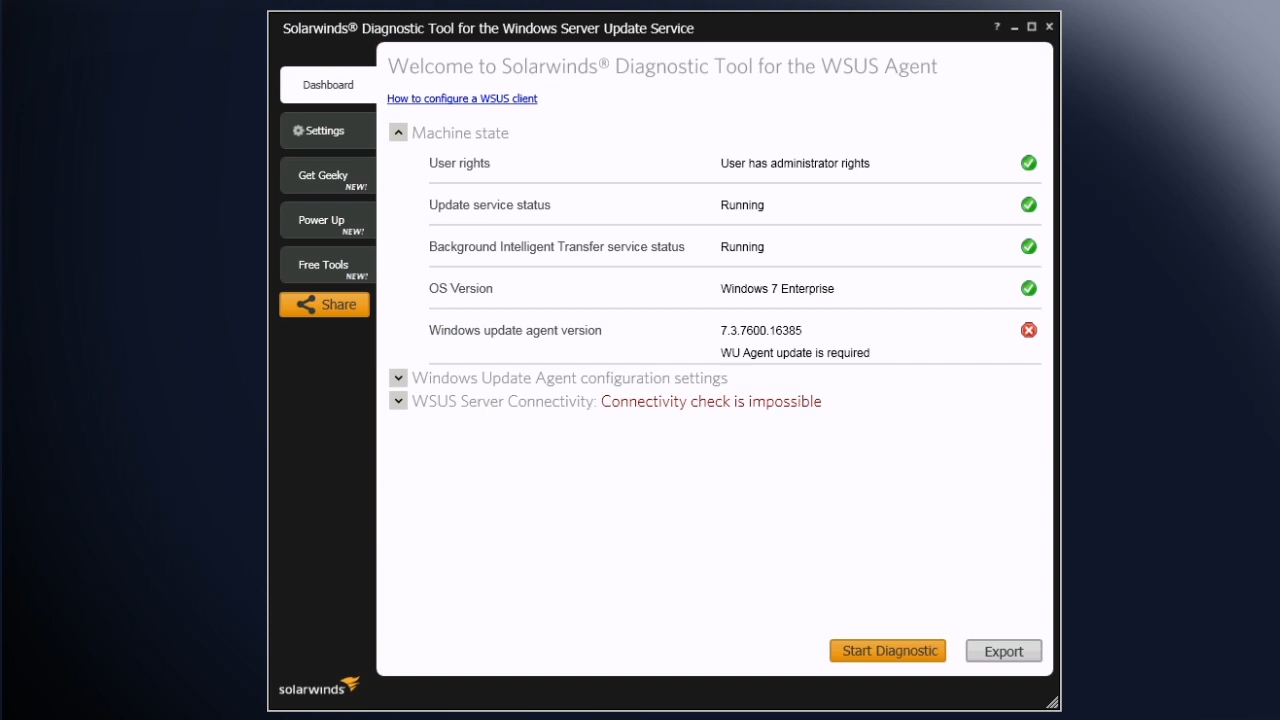 Solarwinds® Diagnostic Tool for the Windows Server Update Service
?
Welcome to Solarwinds® Diagnostic Tool for the WSUS Agent
Dashboard
How to configure a WSUS client
Settings
Get Geeky
NEW!
Power Up
NEW!
Free Tools
NEW!
Share
Machine state
User rights User has administrator rights
Update service status Running
Background Intelligent Transfer service status Running
OS Version Windows 7 Enterprise
Windows update agent version 7.3.7600.16385
WU Agent update is required
Windows Update Agent configuration settings
WSUS Server Connectivity: Connectivity check is impossible
Start Diagnostic Export
solarwinds